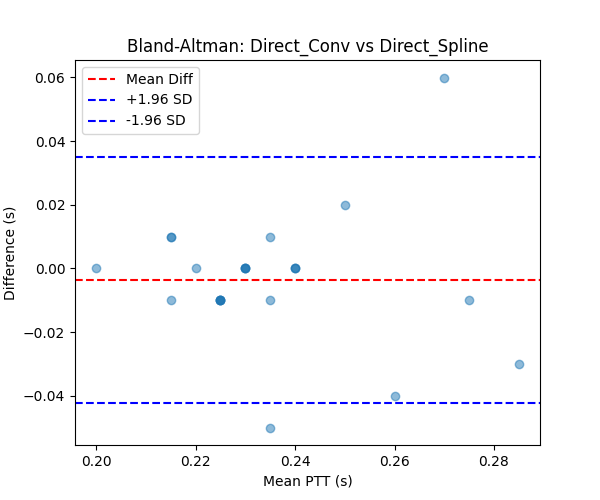 Bland-Altman: Direct_Conv vs Direct_Spline
Mean Diff
+1.96 SD
-1.96 SD
Difference (s)
0.06
0.04
0.02
0.00
−0.02
−0.04
0.20
0.22
0.24
0.26
0.28
Mean PTT (s)